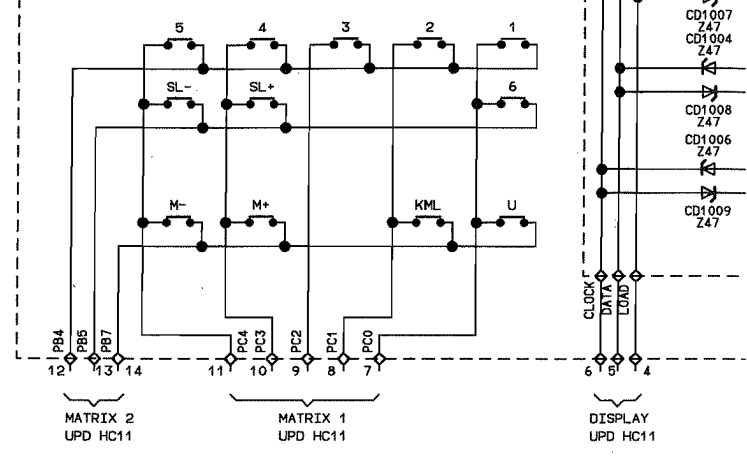 CD1007
Z47
CD1004
Z47
5 4 3 2 1
SL- SL+ 6
CD1008
Z47
CD1006
Z47
M- M+ KML U
CD1009
Z47
CLOCK
DATA
LOAD
PB4 PB6 PB7 PC4 PC3 PC2 PC1 PC0
12 13 14 11 10 9 8 7 6 5 4
MATRIX 2
UPD HC11
MATRIX 1
UPD HC11
DISPLAY
UPD HC11